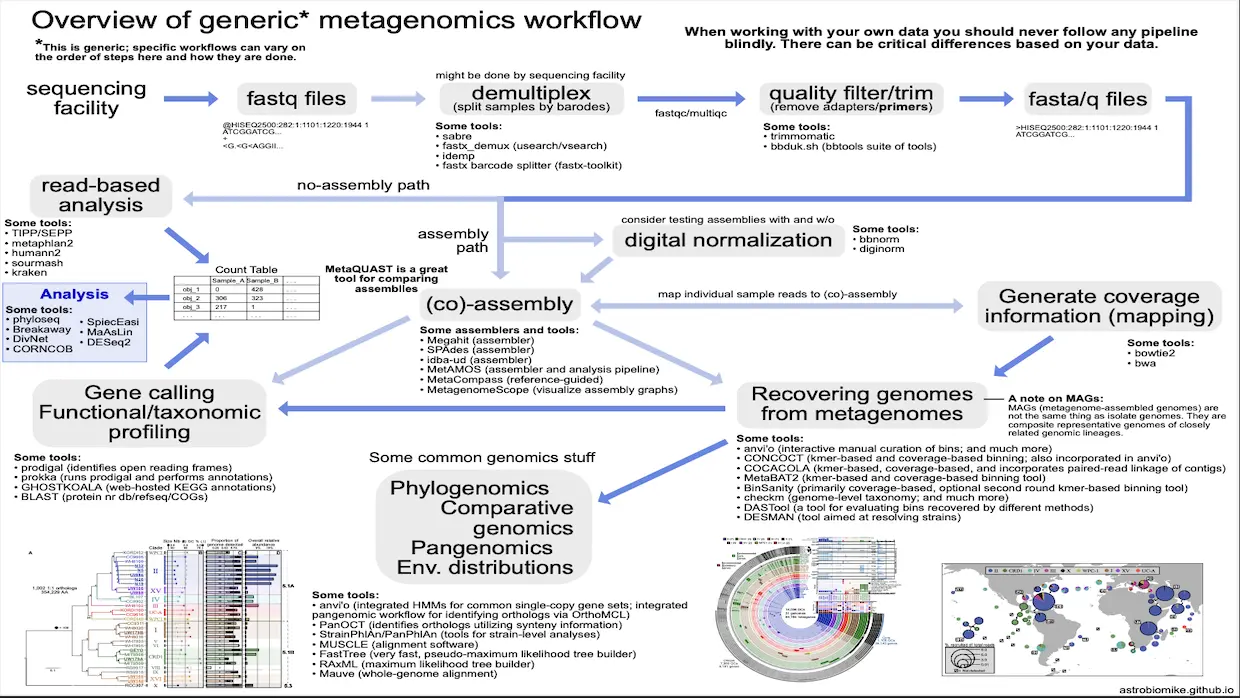 Overview of generic* metagenomics workflow
*This is generic; specific workflows can vary on
the order of steps here and how they are done.
When working with your own data you should never follow any pipeline
blindly. There can be critical differences based on your data.
sequencing
facility
fastq files
@HISEQ2500:282:1:1101:1220:1944 1
ATCGGATCG...
+
<G.<G<AGGII...
might be done by sequencing facility
demultiplex
(split samples by barodes)
Some tools:
• sabre
• fastx_demux (usearch/vsearch)
• idemp
• fastx barcode splitter (fastx-toolkit)
fastqc/multiqc
quality filter/trim
(remove adapters/primers)
Some tools:
• trimmomatic
• bbduk.sh (bbtools suite of tools)
fasta/q files
>HISEQ2500:282:1:1101:1220:1944 1
ATCGGATCG...
read-based
analysis
no-assembly path
Some tools:
• TIPP/SEPP
• metaphlan2
• humann2
• sourmash
• kraken
assembly
path
consider testing assemblies with and w/o
digital normalization
Some tools:
• bbnorm
• diginorm
Count Table
Sample_A Sample_B ...
obj_1 0 428 ...
obj_2 306 323 ...
obj_3 217 ... ...
... ... ... ...
MetaQUAST is a great
tool for comparing
assemblies
Analysis
Some tools:
• phyloseq
• Breakaway
• DivNet
• CORNCOB
• SpiecEasi
• MaAsLin
• DESeq2
(co)-assembly
Some assemblers and tools:
• Megahit (assembler)
• SPAdes (assembler)
• idba-ud (assembler)
• MetAMOS (assembler and analysis pipeline)
• MetaCompass (reference-guided)
• MetagenomeScope (visualize assembly graphs)
map individual sample reads to (co)-assembly
Generate coverage
information (mapping)
Some tools:
• bowtie2
• bwa
Gene calling
Functional/taxonomic
profiling
Some tools:
• prodigal (identifies open reading frames)
• prokka (runs prodigal and performs annotations)
• GHOSTKOALA (web-hosted KEGG annotations)
• BLAST (protein nr db/refseq/COGs)
Recovering genomes
from metagenomes
A note on MAGs:
MAGs (metagenome-assembled genomes) are
not the same thing as isolate genomes. They are
composite representative genomes of closely
related genomic lineages.
Some tools:
• anvi'o (interactive manual curation of bins; and much more)
• CONCOCT (kmer-based and coverage-based binning; also incorporated in anvi'o)
• COCACOLA (kmer-based, coverage-based, and incorporates paired-read linkage of contigs)
• MetaBAT2 (kmer-based and coverage-based binning tool)
• BinSanity (primarily coverage-based, optional second round kmer-based binning tool)
• checkm (genome-level taxonomy; and much more)
• DASTool (a tool for evaluating bins recovered by different methods)
• DESMAN (tool aimed at resolving strains)
Some common genomics stuff
Phylogenomics
Comparative
genomics
Pangenomics
Env. distributions
Some tools:
• anvi'o (integrated HMMs for common single-copy gene sets; integrated
pangenomic workflow for identifying orthologs via OrthoMCL)
• PanOCT (identifies orthologs utilizing synteny information)
• StrainPhlAn/PanPhlAn (tools for strain-level analyses)
• MUSCLE (alignment software)
• FastTree (very fast, pseudo-maximum likelihood tree builder)
• RAxML (maximum likelihood tree builder)
• Mauve (whole-genome alignment)
astrobiomike.github.io